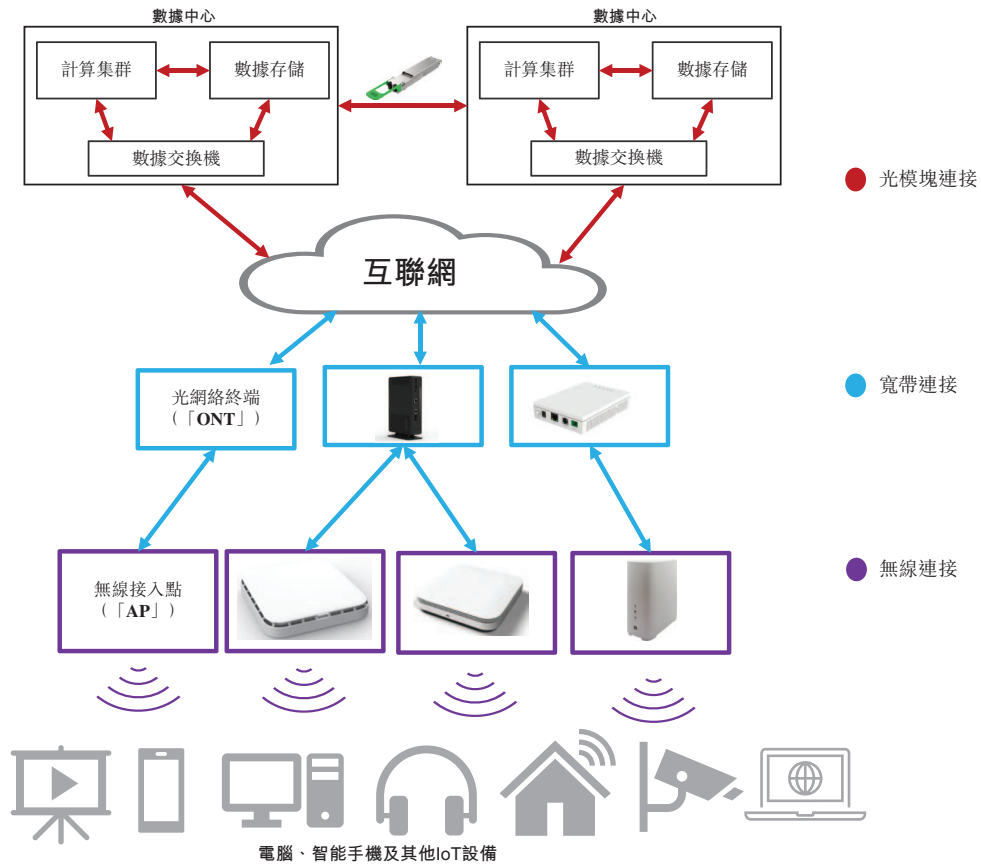 數據中心
數據中心
計算集群
數據存儲
計算集群
數據存儲
數據交換機
數據交換機
光模塊連接
互聯網
光網絡終端
(「ONT」)
寬帶連接
無線接入點
(「AP」)
無線連接
電腦、智能手機及其他IoT設備